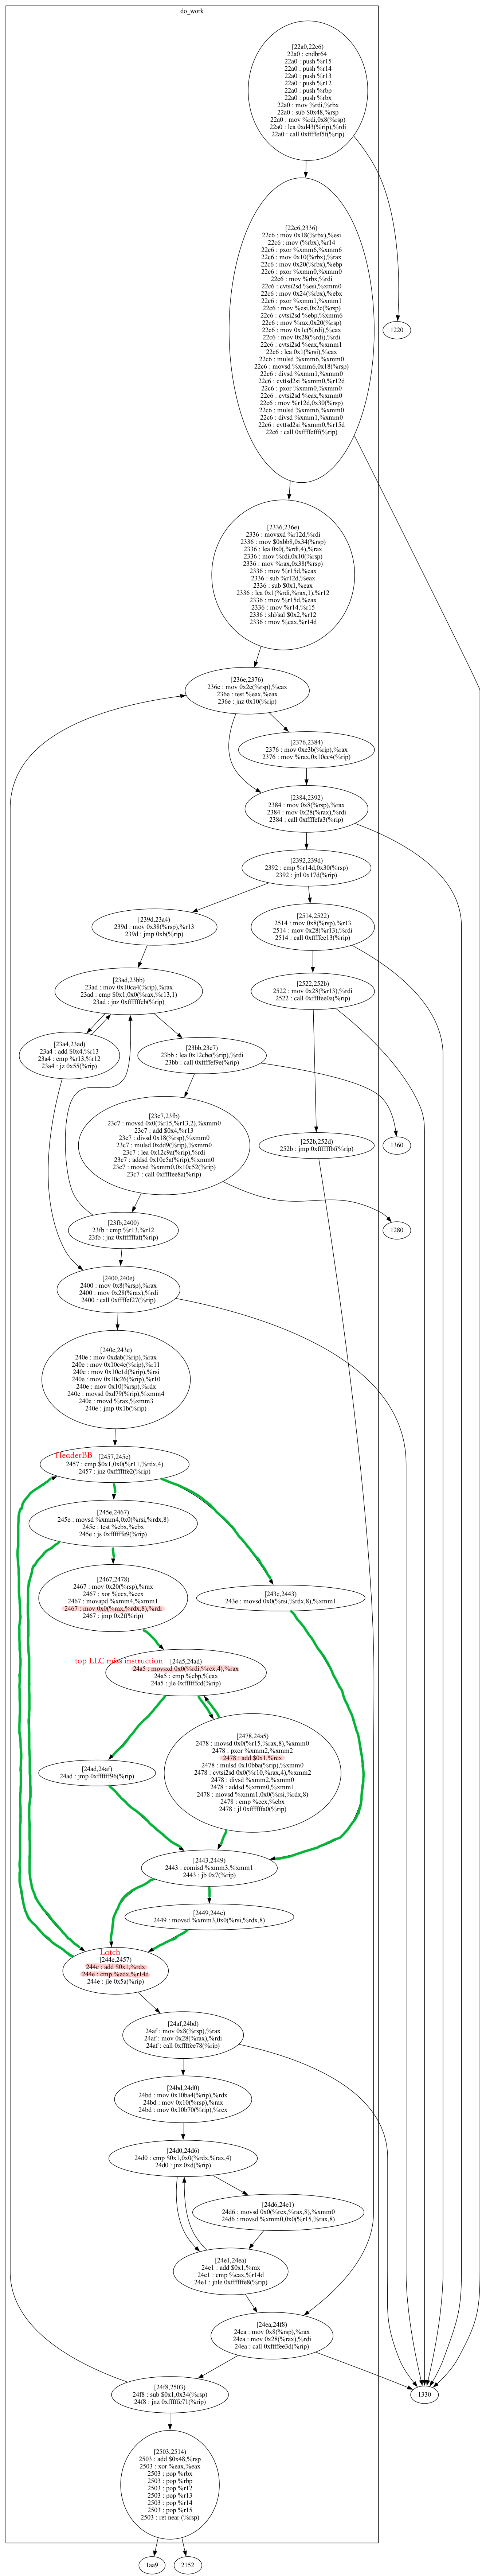 do_work
[22a0,22c6)
22a0 : endbr64
22a0 : push %r15
22a0 : push %r14
22a0 : push %r13
22a0 : push %r12
22a0 : push %rbp
22a0 : push %rbx
22a0 : mov %rdi,%rbx
22a0 : sub $0x48,%rsp
22a0 : mov %rdi,0x8(%rsp)
22a0 : lea 0xd43(%rip),%rdi
22a0 : call 0xffffef5f(%rip)
[22c6,2336)
22c6 : mov 0x18(%rbx),%esi
22c6 : mov (%rbx),%r14
22c6 : pxor %xmm6,%xmm6
22c6 : mov 0x10(%rbx),%rax
22c6 : mov 0x20(%rbx),%ebp
22c6 : pxor %xmm0,%xmm0
22c6 : mov %rbx,%rdi
22c6 : cvtsi2sd %esi,%xmm0
22c6 : mov 0x24(%rbx),%ebx
22c6 : pxor %xmm1,%xmm1
22c6 : mov %esi,0x2c(%rsp)
22c6 : cvtsi2sd %ebp,%xmm6
22c6 : mov %rax,0x20(%rsp)
22c6 : mov 0x1c(%rdi),%eax
22c6 : mov 0x28(%rdi),%rdi
22c6 : cvtsi2sd %eax,%xmm1
22c6 : lea 0x1(%rsi),%eax
22c6 : mulsd %xmm6,%xmm0
22c6 : movsd %xmm6,0x18(%rsp)
22c6 : divsd %xmm1,%xmm0
22c6 : cvttsd2si %xmm0,%r12d
22c6 : pxor %xmm0,%xmm0
22c6 : cvtsi2sd %eax,%xmm0
22c6 : mov %r12d,0x30(%rsp)
22c6 : mulsd %xmm6,%xmm0
22c6 : divsd %xmm1,%xmm0
22c6 : cvttsd2si %xmm0,%r15d
22c6 : call 0xffffefff(%rip)
1220
[2336,236e)
2336 : movsxd %r12d,%rdi
2336 : mov $0xbb8,0x34(%rsp)
2336 : lea 0x0(,%rdi,4),%rax
2336 : mov %rdi,0x10(%rsp)
2336 : mov %rax,0x38(%rsp)
2336 : mov %r15d,%eax
2336 : sub %r12d,%eax
2336 : sub $0x1,%eax
2336 : lea 0x1(%rdi,%rax,1),%r12
2336 : mov %r15d,%eax
2336 : mov %r14,%r15
2336 : shl/sal $0x2,%r12
2336 : mov %eax,%r14d
[236e,2376)
236e : mov 0x2c(%rsp),%eax
236e : test %eax,%eax
236e : jnz 0x10(%rip)
[2376,2384)
2376 : mov 0xe3b(%rip),%rax
2376 : mov %rax,0x10cc4(%rip)
[2384,2392)
2384 : mov 0x8(%rsp),%rax
2384 : mov 0x28(%rax),%rdi
2384 : call 0xffffefa3(%rip)
[2392,239d)
2392 : cmp %r14d,0x30(%rsp)
2392 : jnl 0x17d(%rip)
[239d,23a4)
239d : mov 0x38(%rsp),%r13
239d : jmp 0xb(%rip)
[2514,2522)
2514 : mov 0x8(%rsp),%r13
2514 : mov 0x28(%r13),%rdi
2514 : call 0xffffee13(%rip)
[23ad,23bb)
23ad : mov 0x10ca4(%rip),%rax
23ad : cmp $0x1,0x0(%rax,%r13,1)
23ad : jnz 0xffffffeb(%rip)
[2522,252b)
2522 : mov 0x28(%r13),%rdi
2522 : call 0xffffee0a(%rip)
[23a4,23ad)
23a4 : add $0x4,%r13
23a4 : cmp %r13,%r12
23a4 : jz 0x55(%rip)
[23bb,23c7)
23bb : lea 0x12cbe(%rip),%rdi
23bb : call 0xffffef9e(%rip)
[252b,252d)
252b : jmp 0xffffffbf(%rip)
1360
[23c7,23fb)
23c7 : movsd 0x0(%r15,%r13,2),%xmm0
23c7 : add $0x4,%r13
23c7 : divsd 0x18(%rsp),%xmm0
23c7 : mulsd 0xdd9(%rip),%xmm0
23c7 : lea 0x12c9a(%rip),%rdi
23c7 : addsd 0x10c5a(%rip),%xmm0
23c7 : movsd %xmm0,0x10c52(%rip)
23c7 : call 0xffffee8a(%rip)
[23fb,2400)
23fb : cmp %r13,%r12
23fb : jnz 0xffffffaf(%rip)
1280
[2400,240e)
2400 : mov 0x8(%rsp),%rax
2400 : mov 0x28(%rax),%rdi
2400 : call 0xffffef27(%rip)
[240e,243e)
240e : mov 0xdab(%rip),%rax
240e : mov 0x10c4c(%rip),%r11
240e : mov 0x10c1d(%rip),%rsi
240e : mov 0x10c26(%rip),%r10
240e : mov 0x10(%rsp),%rdx
240e : movsd 0xd79(%rip),%xmm4
240e : movd %rax,%xmm3
240e : jmp 0x1b(%rip)
HeaderBB
[2457,245e)
2457 : cmp $0x1,0x0(%r11,%rdx,4)
2457 : jnz 0xffffffe2(%rip)
[245e,2467)
245e : movsd %xmm4,0x0(%rsi,%rdx,8)
245e : test %ebx,%ebx
245e : js 0xffffffe9(%rip)
[2467,2478)
2467 : mov 0x20(%rsp),%rax
2467 : xor %ecx,%ecx
2467 : movapd %xmm4,%xmm1
2467 : mov 0x0(%rax,%rdx,8),%rdi
2467 : jmp 0x2f(%rip)
[243e,2443)
243e : movsd 0x0(%rsi,%rdx,8),%xmm1
top LLC miss instruction
[24a5,24ad)
24a5 : movsxd 0x0(%rdi,%rcx,4),%rax
24a5 : cmp %ebp,%eax
24a5 : jle 0xffffffcd(%rip)
[2478,24a5)
2478 : movsd 0x0(%r15,%rax,8),%xmm0
2478 : pxor %xmm2,%xmm2
2478 : add $0x1,%rcx
2478 : mulsd 0x10bba(%rip),%xmm0
2478 : cvtsi2sd 0x0(%r10,%rax,4),%xmm2
2478 : divsd %xmm2,%xmm0
2478 : addsd %xmm0,%xmm1
2478 : movsd %xmm1,0x0(%rsi,%rdx,8)
2478 : cmp %ecx,%ebx
2478 : jl 0xffffffa0(%rip)
[24ad,24af)
24ad : jmp 0xffffff96(%rip)
[2443,2449)
2443 : comisd %xmm3,%xmm1
2443 : jb 0x7(%rip)
[2449,244e)
2449 : movsd %xmm3,0x0(%rsi,%rdx,8)
Latch
[244e,2457)
244e : add $0x1,%rdx
244e : cmp %edx,%r14d
244e : jle 0x5a(%rip)
[24af,24bd)
24af : mov 0x8(%rsp),%rax
24af : mov 0x28(%rax),%rdi
24af : call 0xffffee78(%rip)
[24bd,24d0)
24bd : mov 0x10ba4(%rip),%rdx
24bd : mov 0x10(%rsp),%rax
24bd : mov 0x10b70(%rip),%rcx
[24d0,24d6)
24d0 : cmp $0x1,0x0(%rdx,%rax,4)
24d0 : jnz 0xd(%rip)
[24d6,24e1)
24d6 : movsd 0x0(%rcx,%rax,8),%xmm0
24d6 : movsd %xmm0,0x0(%r15,%rax,8)
[24e1,24ea)
24e1 : add $0x1,%rax
24e1 : cmp %eax,%r14d
24e1 : jnle 0xffffffe8(%rip)
[24ea,24f8)
24ea : mov 0x8(%rsp),%rax
24ea : mov 0x28(%rax),%rdi
24ea : call 0xffffee3d(%rip)
[24f8,2503)
24f8 : sub $0x1,0x34(%rsp)
24f8 : jnz 0xfffffe71(%rip)
1330
[2503,2514)
2503 : add $0x48,%rsp
2503 : xor %eax,%eax
2503 : pop %rbx
2503 : pop %rbp
2503 : pop %r12
2503 : pop %r13
2503 : pop %r14
2503 : pop %r15
2503 : ret near (%rsp)
1aa9
2152